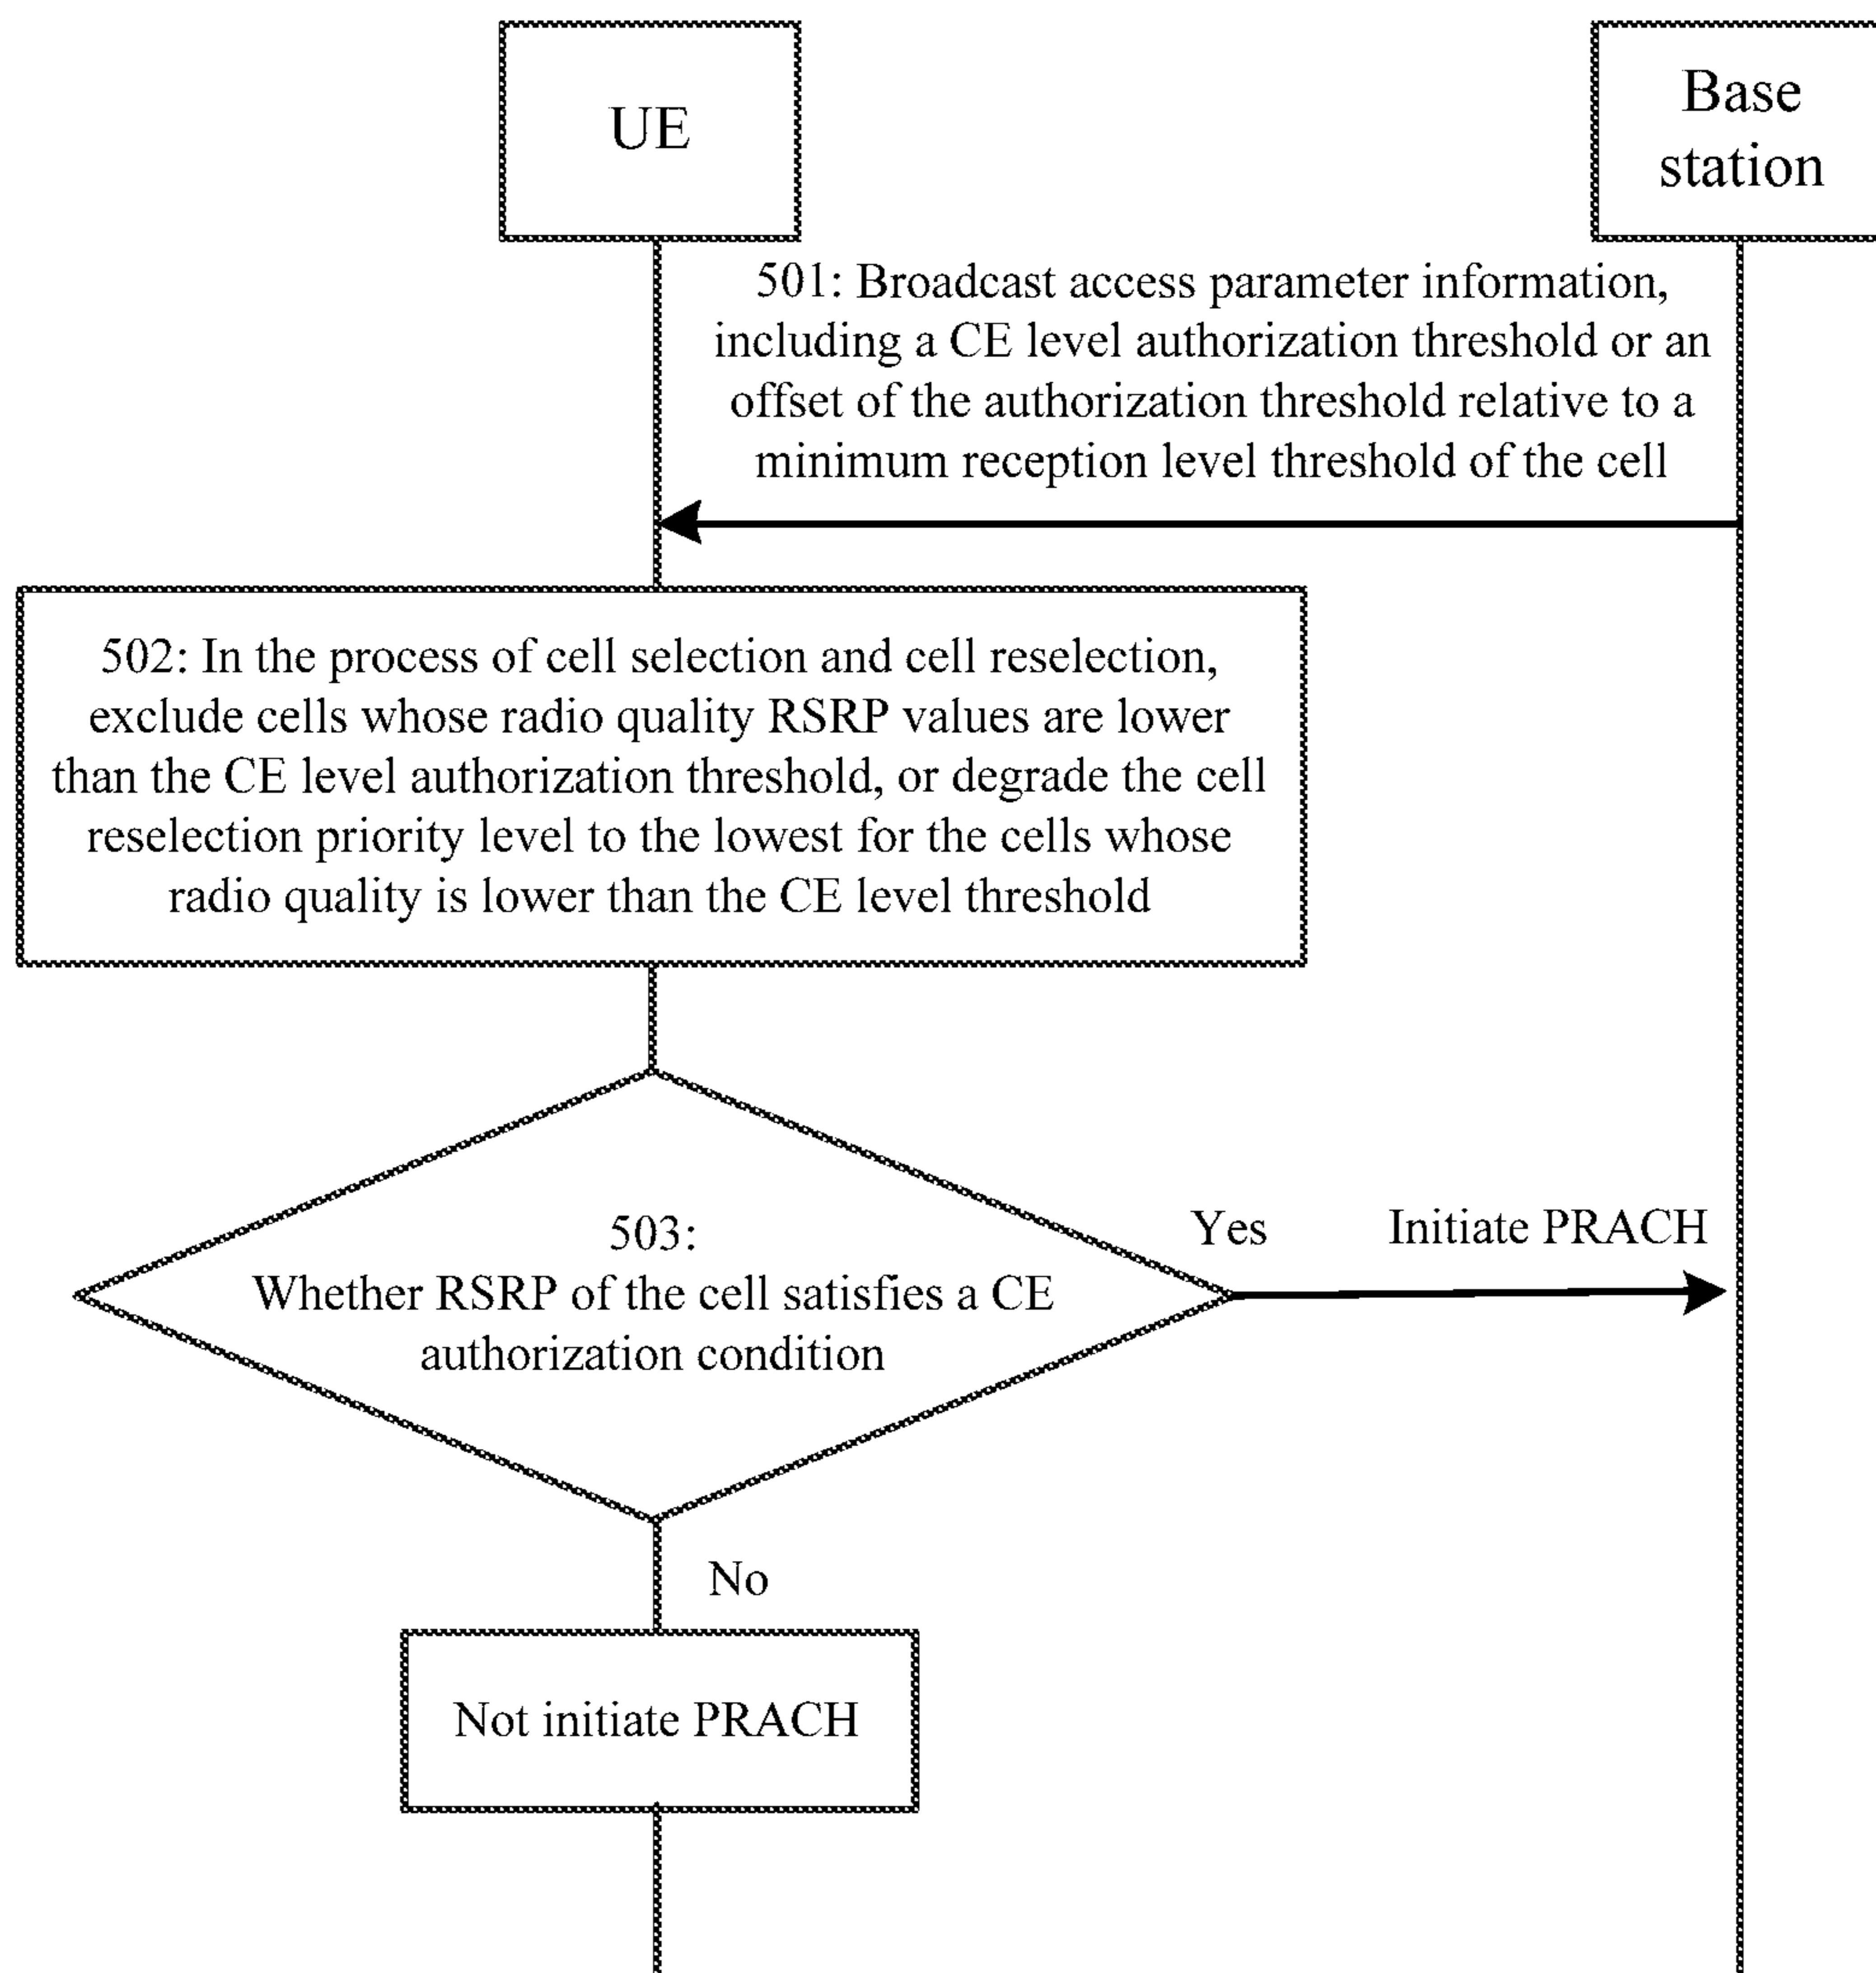 UE
Base
station
501: Broadcast access parameter information,
including a CE level authorization threshold or an
offset of the authorization threshold relative to a
minimum reception level threshold of the cell
502: In the process of cell selection and cell reselection,
exclude cells whose radio quality RSRP values are lower
than the CE level authorization threshold, or degrade the cell
reselection priority level to the lowest for the cells whose
radio quality is lower than the CE level threshold
503:
Whether RSRP of the cell satisfies a CE
authorization condition
Yes
Initiate PRACH
No
Not initiate PRACH